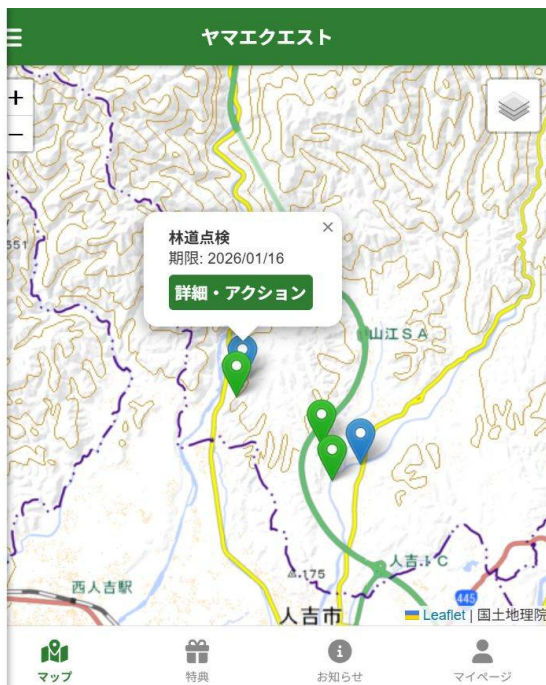 ヤマエクエスト
+
−
551
林道点検
×
期限: 2026/01/16
詳細・アクション
山江SA
人吉IC
.175
西人吉駅
445
人吉市
Leaflet | 国土地理院
マップ
特典
お知らせ
マイページ